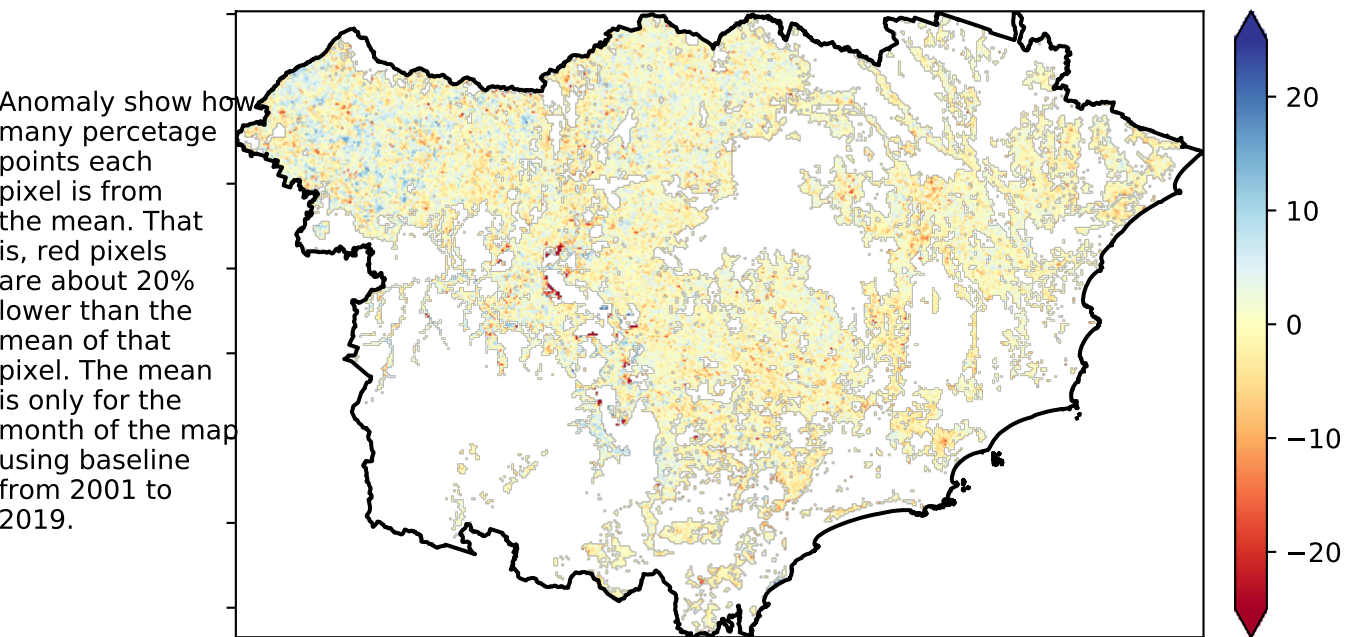 Anomaly show how
many percetage
points each
pixel is from
the mean. That
is, red pixels
are about 20%
lower than the
mean of that
pixel. The mean
is only for the
month of the map
using baseline
from 2001 to
2019.
20
10
0
−10
−20